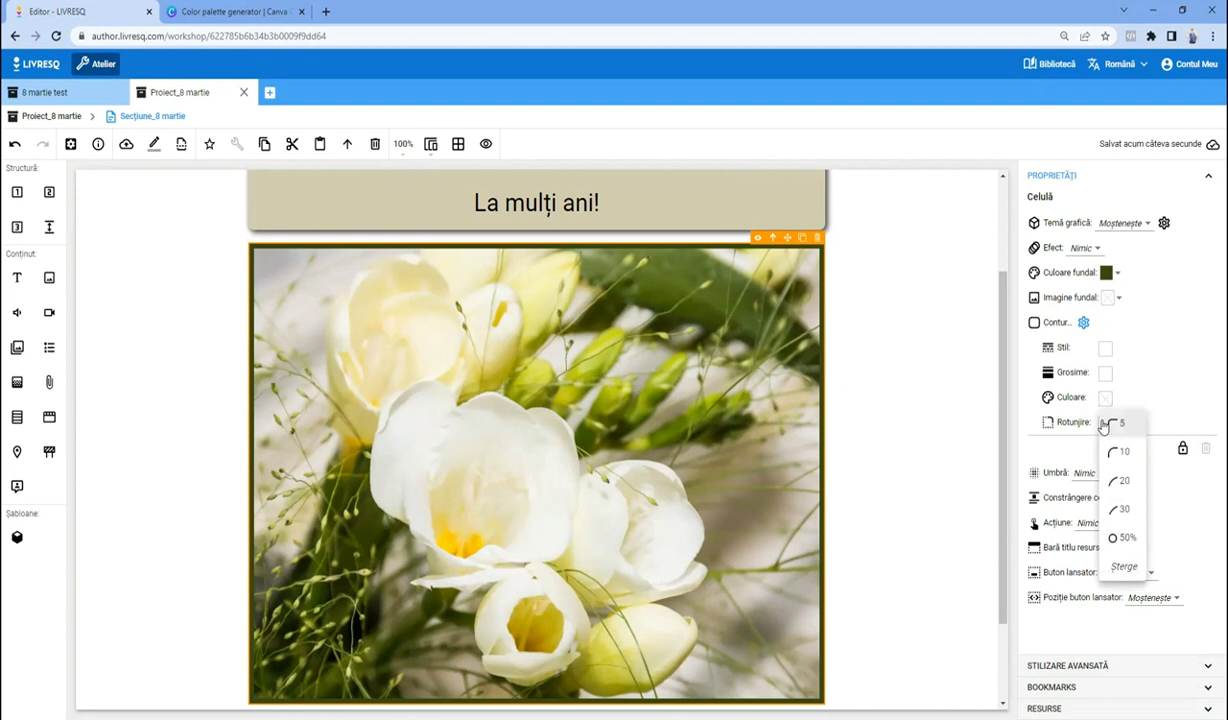 Editor - LIVRESQ
Color palette generator | Canva
author.livresq.com/workshop/622785b6b34b3b0009f9dd64
LIVRESQ
Atelier
Bibliotecă
Română
Contul Meu
8 martie test
Proiect_8 martie
Proiect_8 martie
Secțiune_8 martie
100%
Salvat acum câteva secunde
Structură:
Conținut:
Șabloane:
La mulți ani!
PROPRIETĂȚI
Celulă
Temă grafică: Moștenește
Efect: Nimic
Culoare fundal:
Imagine fundal:
Contur...
Stil:
Grosime:
Culoare:
Rotunjire:
5
10
20
30
50%
Șterge
Umbră: Nimic
Constrângere
Acțiune: Nimic
Bară titlu resurs
Buton lansator:
Poziție buton lansator: Moștenește
STILIZARE AVANSATĂ
BOOKMARKS
RESURSE